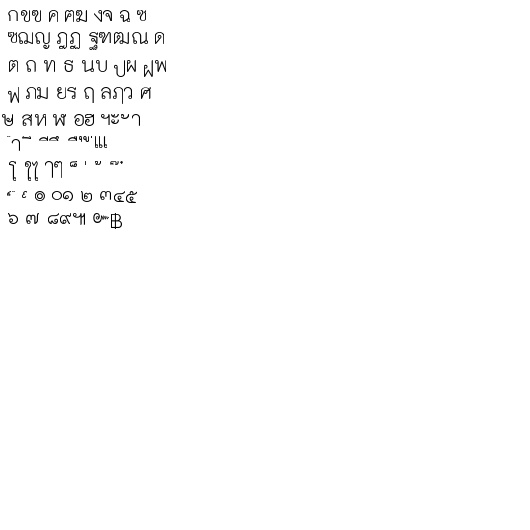 กขฃ ค ฅฆ งจ ฉ ช
ซฌญ ฎฏ ฐฑฒณ ด
ต ถ ท ธ นบ ปผ ฝพ
ฟ ภม ยร ฤ ลฦว ศ
ษ สห ฬ อฮ ฯะ ั า
ำ ิ ี ึ ื ุ ู ฺ เแ
โ ใไ ๅๆ ็ ่ ้ ๊ ๋
์ ํ ๎ ๏ ๐๑ ๒ ๓๔๕
๖ ๗ ๘๙๚ ๛฿